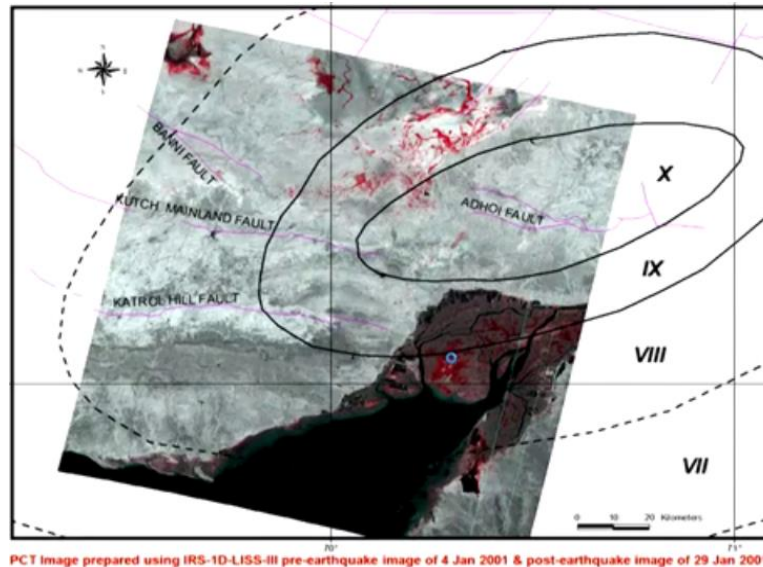 BANNI FAULT
X
KUTCH MAINLAND FAULT
ADHOI FAULT
IX
KATROL HILL FAULT
VIII
VII
0 10 20 Kilometers
70° 71°
PCT Image prepared using IRS-1D-LISS-III pre-earthquake image of 4 Jan 2001 & post-earthquake image of 29 Jan 200